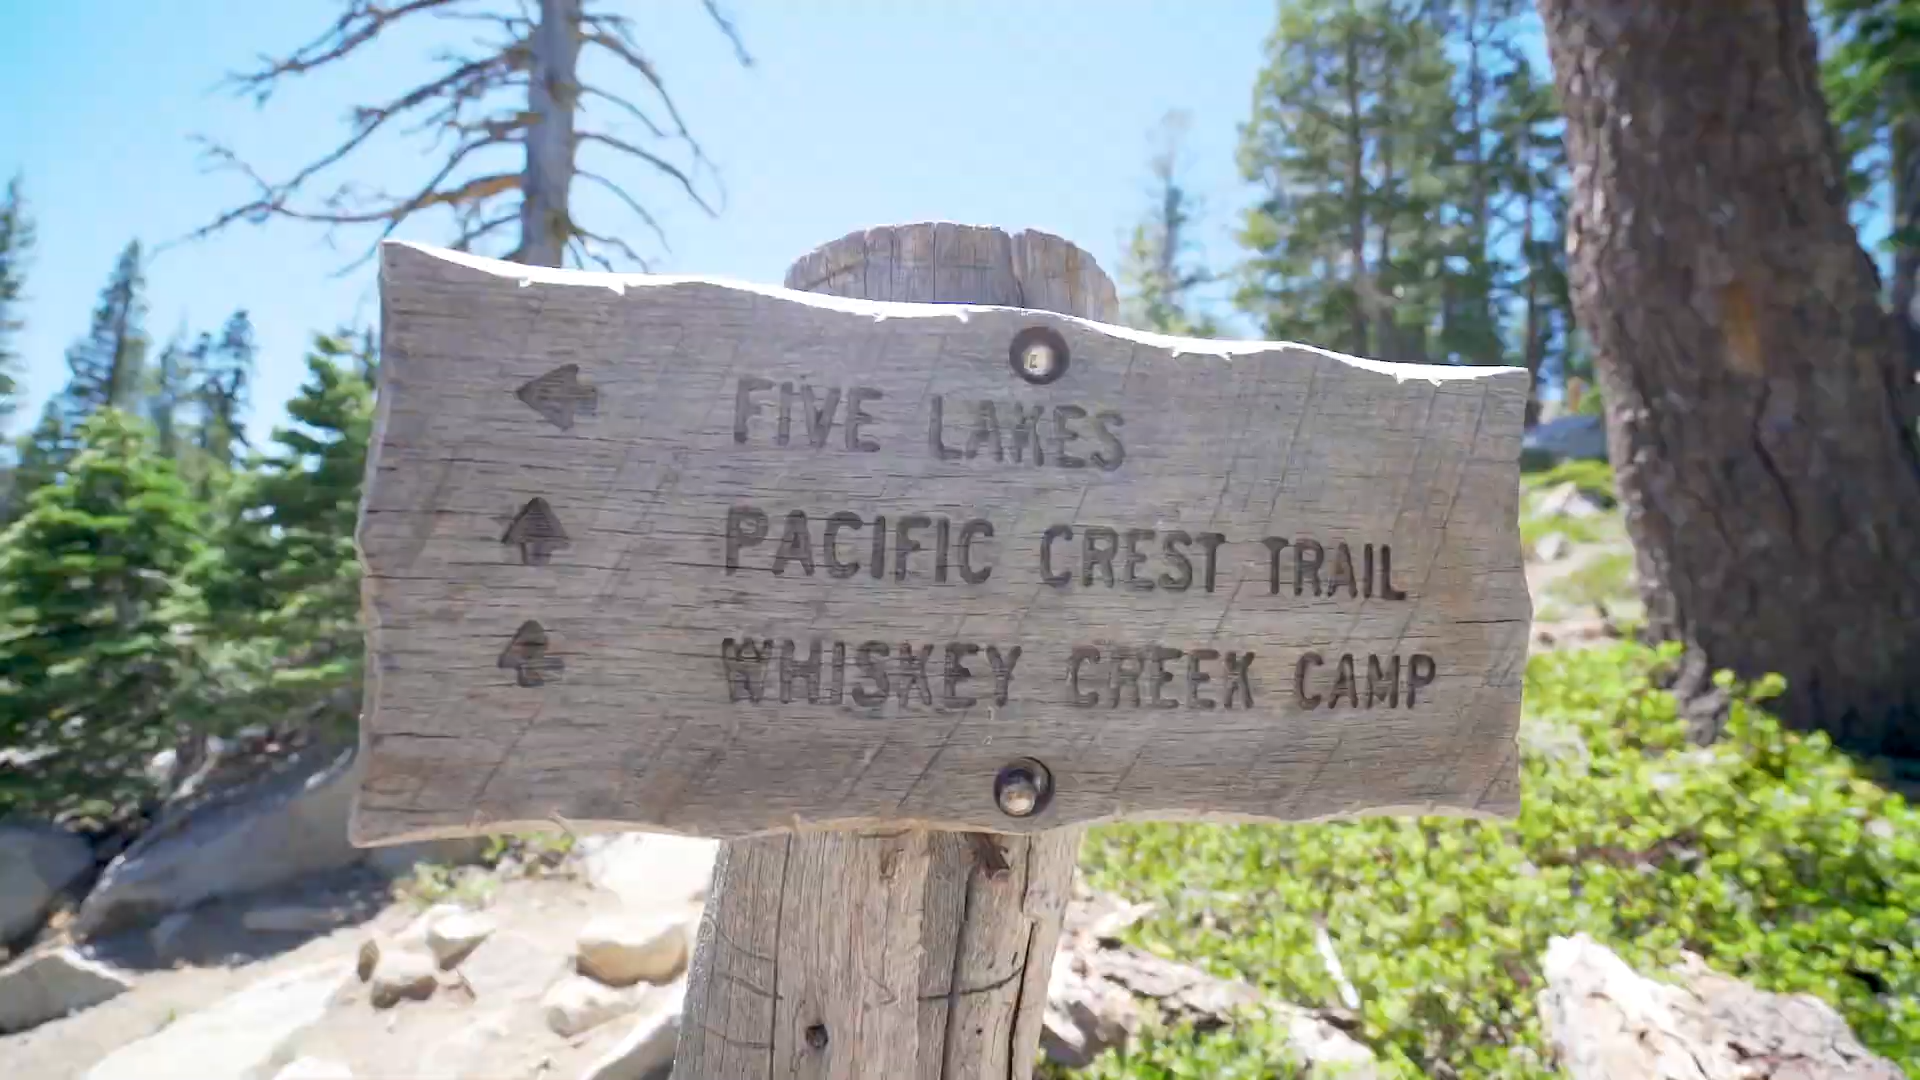 ← FIVE LAKES
↑ PACIFIC CREST TRAIL
↑ WHISKEY CREEK CAMP